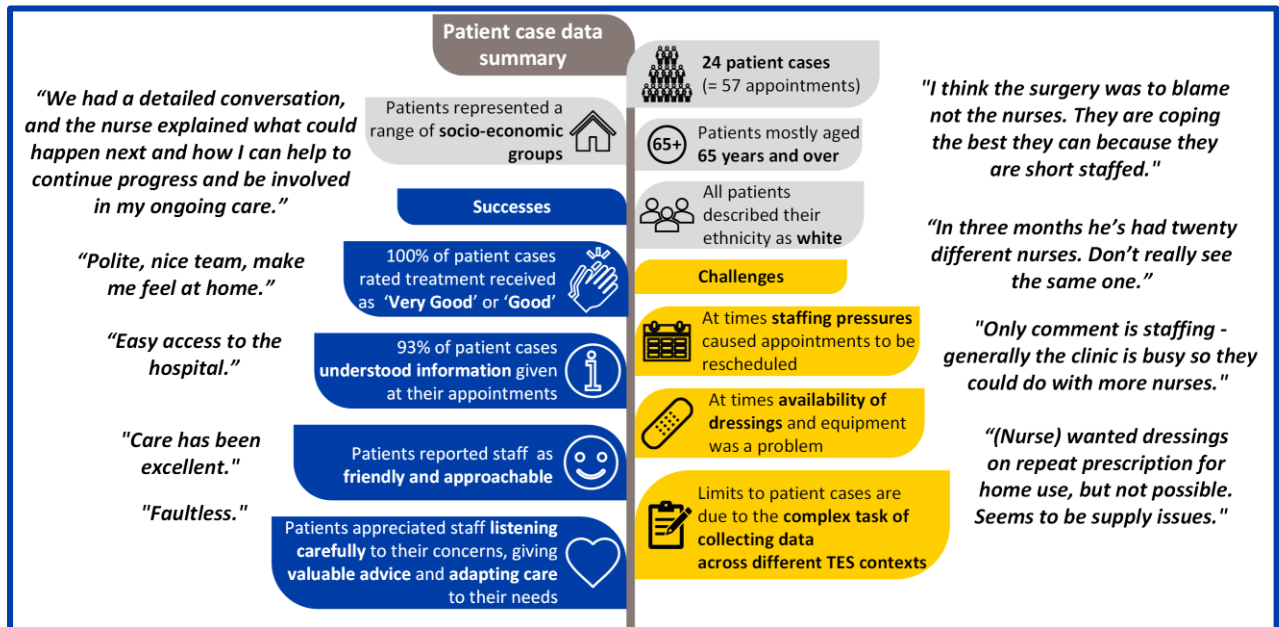 Patient case data
summary
24 patient cases
(= 57 appointments)
Patients represented a
range of socio-economic
groups
65+
Patients mostly aged
65 years and over
All patients
described their
ethnicity as white
“We had a detailed conversation,
and the nurse explained what could
happen next and how I can help to
continue progress and be involved
in my ongoing care.”
“Polite, nice team, make
me feel at home.”
“Easy access to the
hospital.”
"Care has been
excellent."
"Faultless."
Successes
100% of patient cases
rated treatment received
as ‘Very Good’ or ‘Good’
93% of patient cases
understood information given
at their appointments
i
Patients reported staff as
friendly and approachable
Patients appreciated staff listening
carefully to their concerns, giving
valuable advice and adapting care
to their needs
Challenges
At times staffing pressures
caused appointments to be
rescheduled
At times availability of
dressings and equipment
was a problem
Limits to patient cases are
due to the complex task of
collecting data
across different TES contexts
"I think the surgery was to blame
not the nurses. They are coping
the best they can because they
are short staffed."
“In three months he’s had twenty
different nurses. Don’t really see
the same one.”
"Only comment is staffing -
generally the clinic is busy so they
could do with more nurses."
“(Nurse) wanted dressings
on repeat prescription for
home use, but not possible.
Seems to be supply issues."